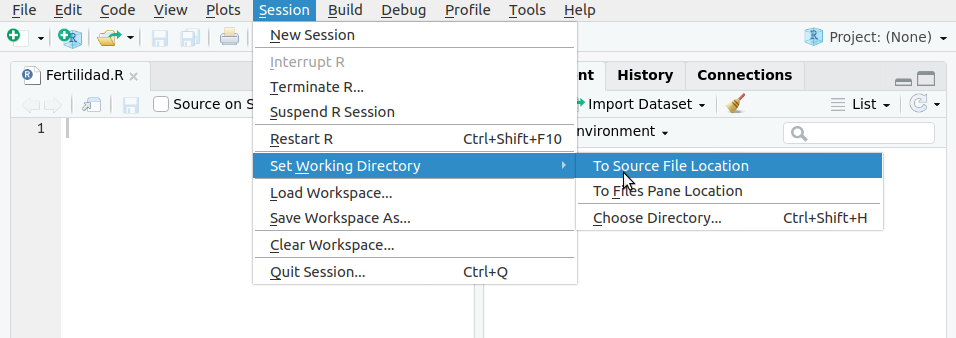 File Edit Code View Plots Session Build Debug Profile Tools Help
Project: (None)
Fertilidad.R
Source on S
1
New Session
Interrupt R
Terminate R...
Suspend R Session
Restart R Ctrl+Shift+F10
Set Working Directory
Load Workspace...
Save Workspace As...
Clear Workspace...
Quit Session... Ctrl+Q
nt History Connections
Import Dataset List
nvironment
To Source File Location
To Files Pane Location
Choose Directory... Ctrl+Shift+H